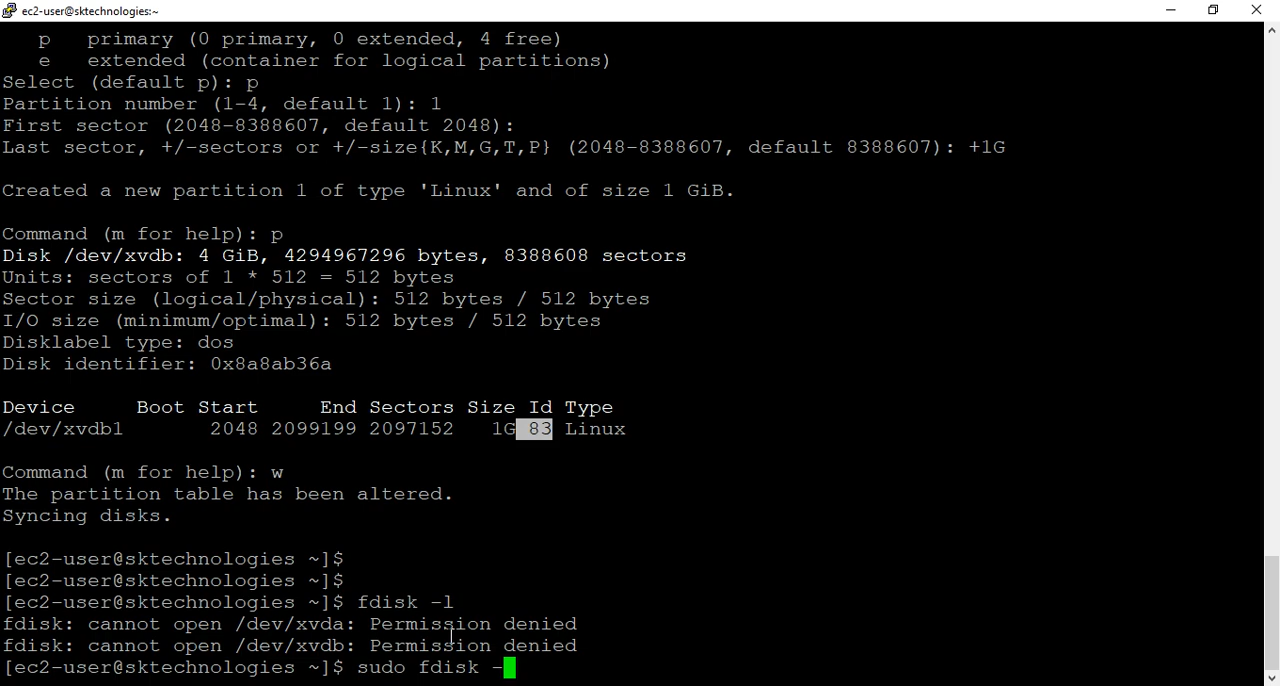 ec2-user@sktechnologies:~
p   primary (0 primary, 0 extended, 4 free)
e   extended (container for logical partitions)
Select (default p): p
Partition number (1-4, default 1): 1
First sector (2048-8388607, default 2048):
Last sector, +/-sectors or +/-size{K,M,G,T,P} (2048-8388607, default 8388607): +1G
Created a new partition 1 of type 'Linux' and of size 1 GiB.
Command (m for help): p
Disk /dev/xvdb: 4 GiB, 4294967296 bytes, 8388608 sectors
Units: sectors of 1 * 512 = 512 bytes
Sector size (logical/physical): 512 bytes / 512 bytes
I/O size (minimum/optimal): 512 bytes / 512 bytes
Disklabel type: dos
Disk identifier: 0x8a8ab36a
Device     Boot Start     End Sectors Size Id Type
/dev/xvdb1       2048 2099199 2097152   1G 83 Linux
Command (m for help): w
The partition table has been altered.
Syncing disks.
[ec2-user@sktechnologies ~]$
[ec2-user@sktechnologies ~]$
[ec2-user@sktechnologies ~]$ fdisk -l
fdisk: cannot open /dev/xvda: Permission denied
fdisk: cannot open /dev/xvdb: Permission denied
[ec2-user@sktechnologies ~]$ sudo fdisk -